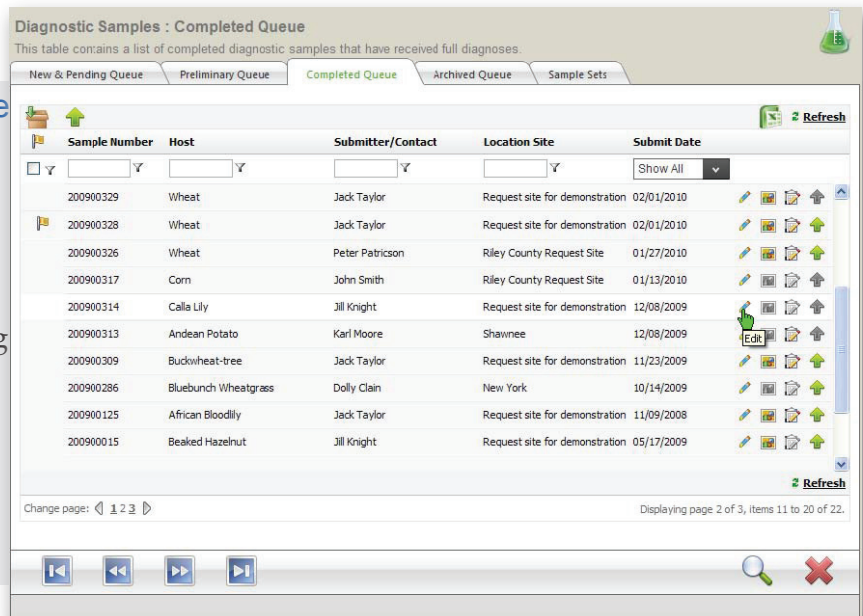 Diagnostic Samples : Completed Queue
This table contains a list of completed diagnostic samples that have received full diagnoses.
New & Pending Queue Preliminary Queue Completed Queue Archived Queue Sample Sets
e
Refresh
Sample Number Host Submitter/Contact Location Site Submit Date
Show All
200900329 Wheat Jack Taylor Request site for demonstration 02/01/2010
200900328 Wheat Jack Taylor Request site for demonstration 02/01/2010
200900326 Wheat Peter Patricson Riley County Request Site 01/27/2010
200900317 Corn John Smith Riley County Request Site 01/13/2010
200900314 Calla Lily Jill Knight Request site for demonstration 12/08/2009
g
200900313 Andean Potato Karl Moore Shawnee 12/08/2009
Edit
200900309 Buckwheat-tree Jack Taylor Request site for demonstration 11/23/2009
200900286 Bluebunch Wheatgrass Dolly Clain New York 10/14/2009
200900125 African Bloodlily Jack Taylor Request site for demonstration 11/09/2008
200900015 Beaked Hazelnut Jill Knight Request site for demonstration 05/17/2009
Refresh
Change page: 1 2 3 Displaying page 2 of 3, items 11 to 20 of 22.